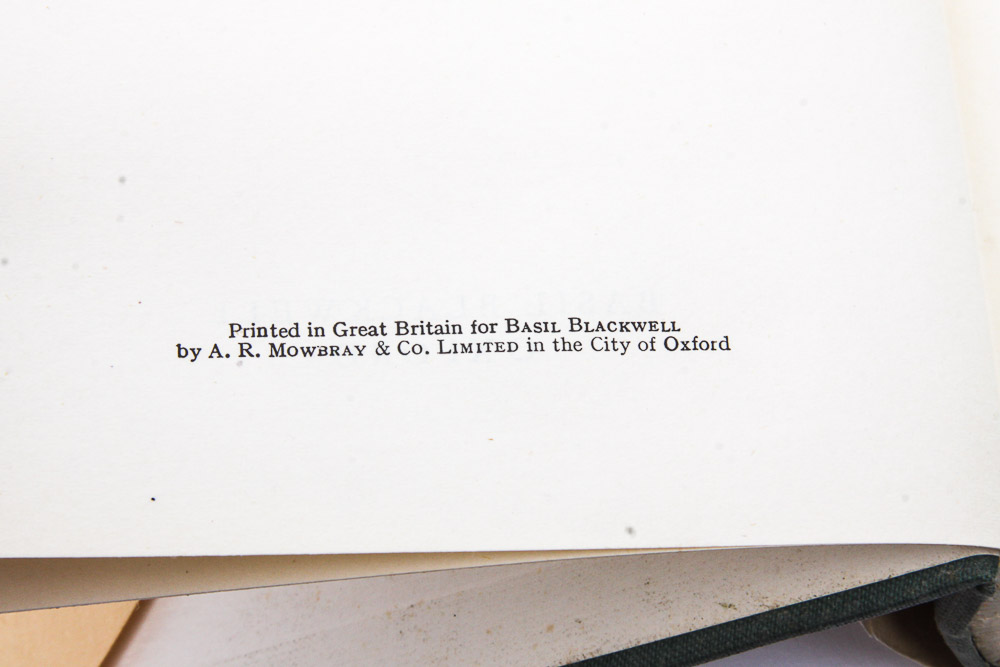 Printed in Great Britain for BASIL BLACKWELL
by A. R. MOWBRAY & CO. LIMITED in the City of Oxford